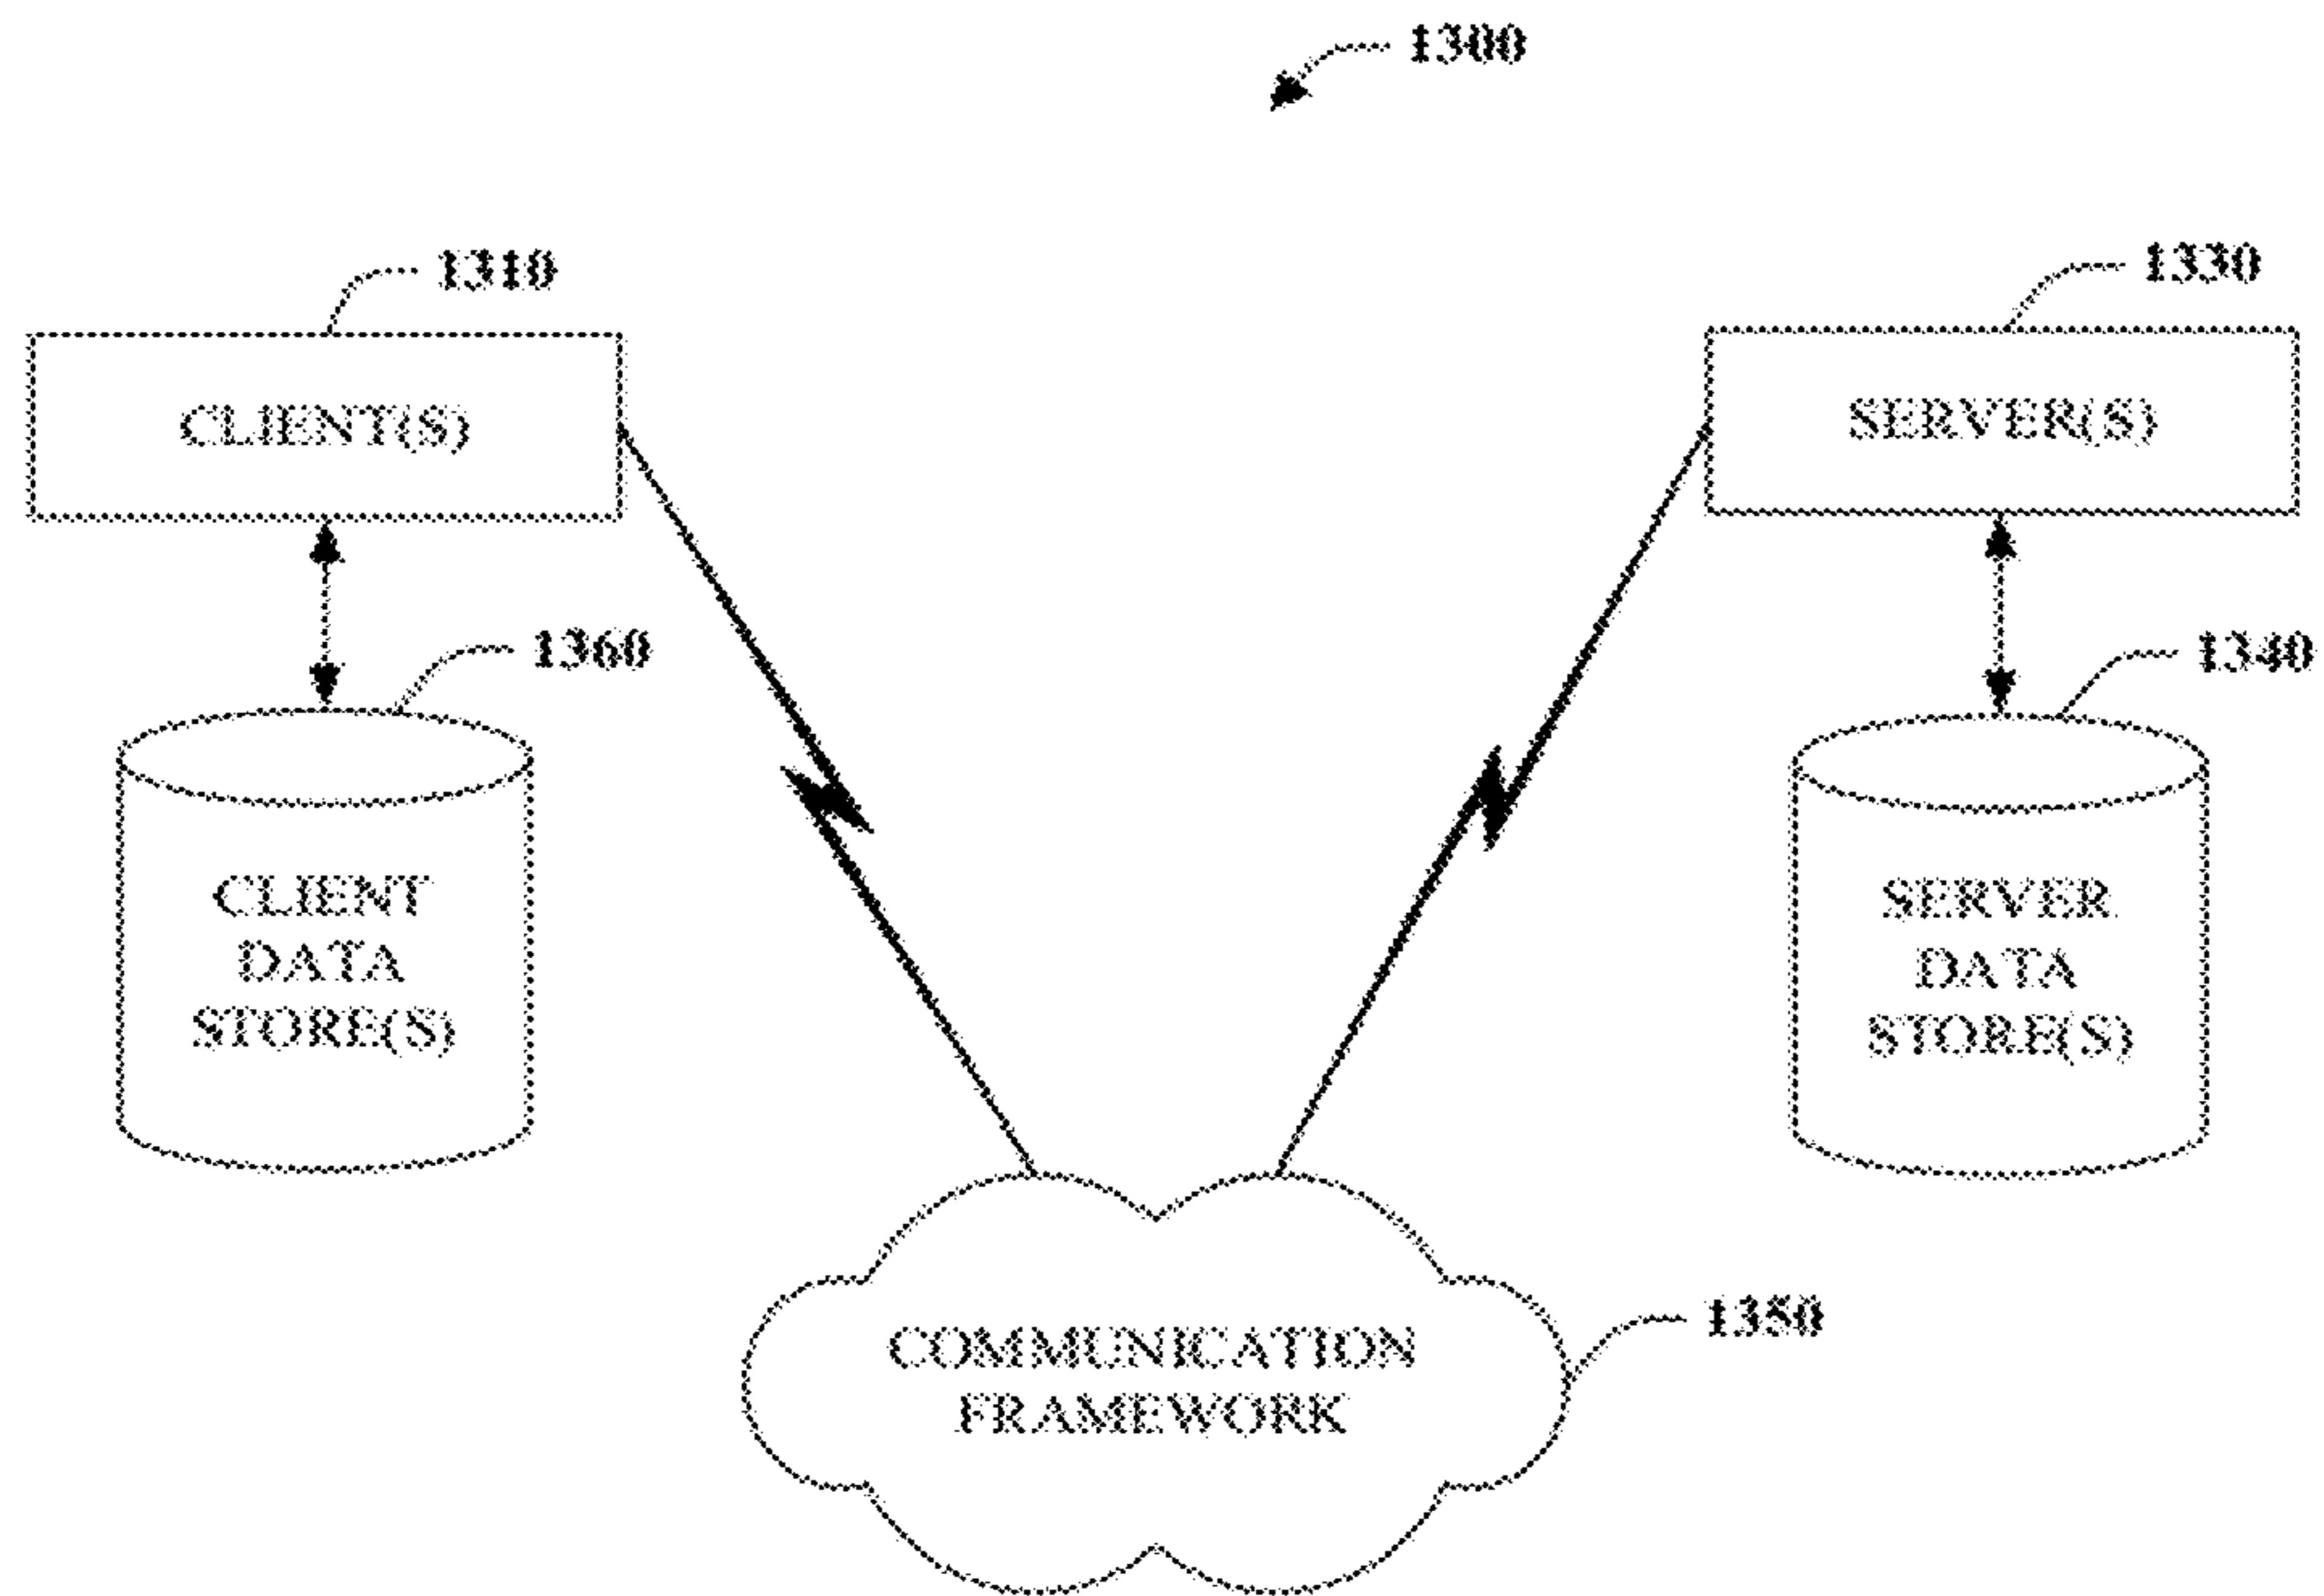 1300
1310
1330
CLIENT(S)
SERVER(S)
1360
1340
CLIENT
DATA
STORE(S)
SERVER
DATA
STORE(S)
1350
COMMUNICATION
FRAMEWORK